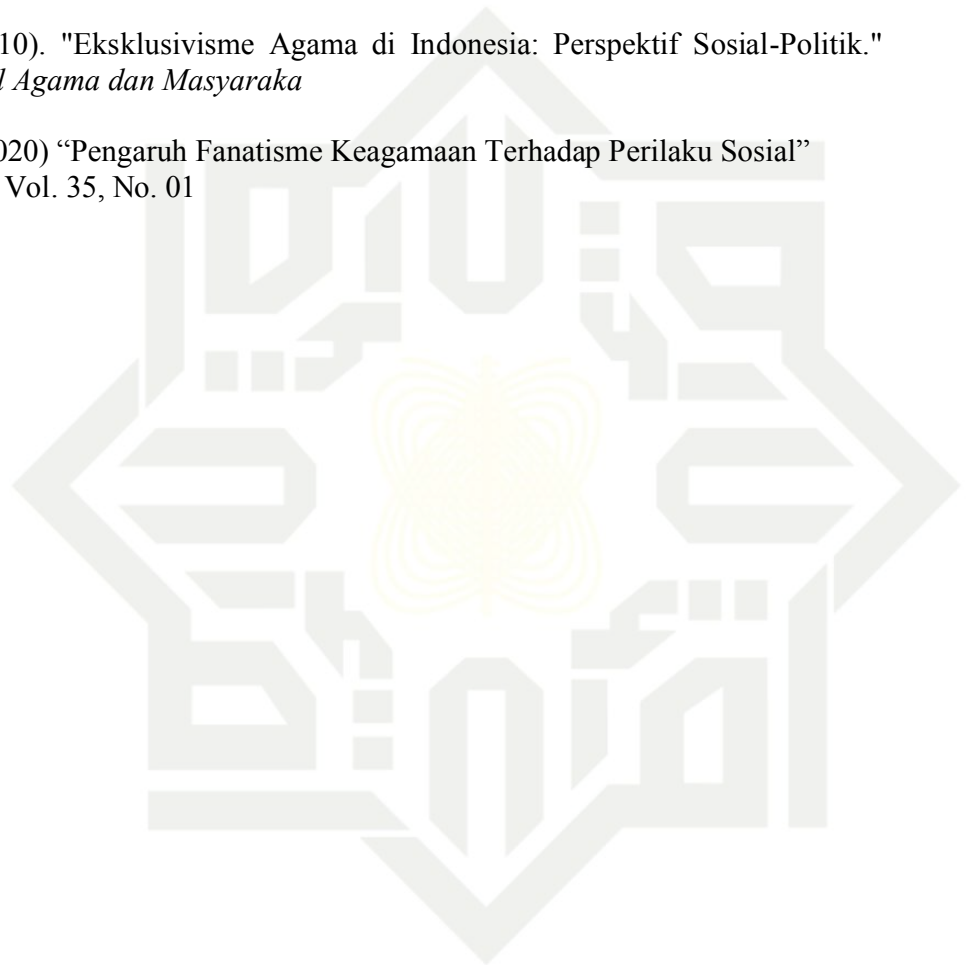 10). "Eksklusivisme Agama di Indonesia: Perspektif Sosial-Politik."
l Agama dan Masyaraka
020) “Pengaruh Fanatisme Keagamaan Terhadap Perilaku Sosial”
Vol. 35, No. 01